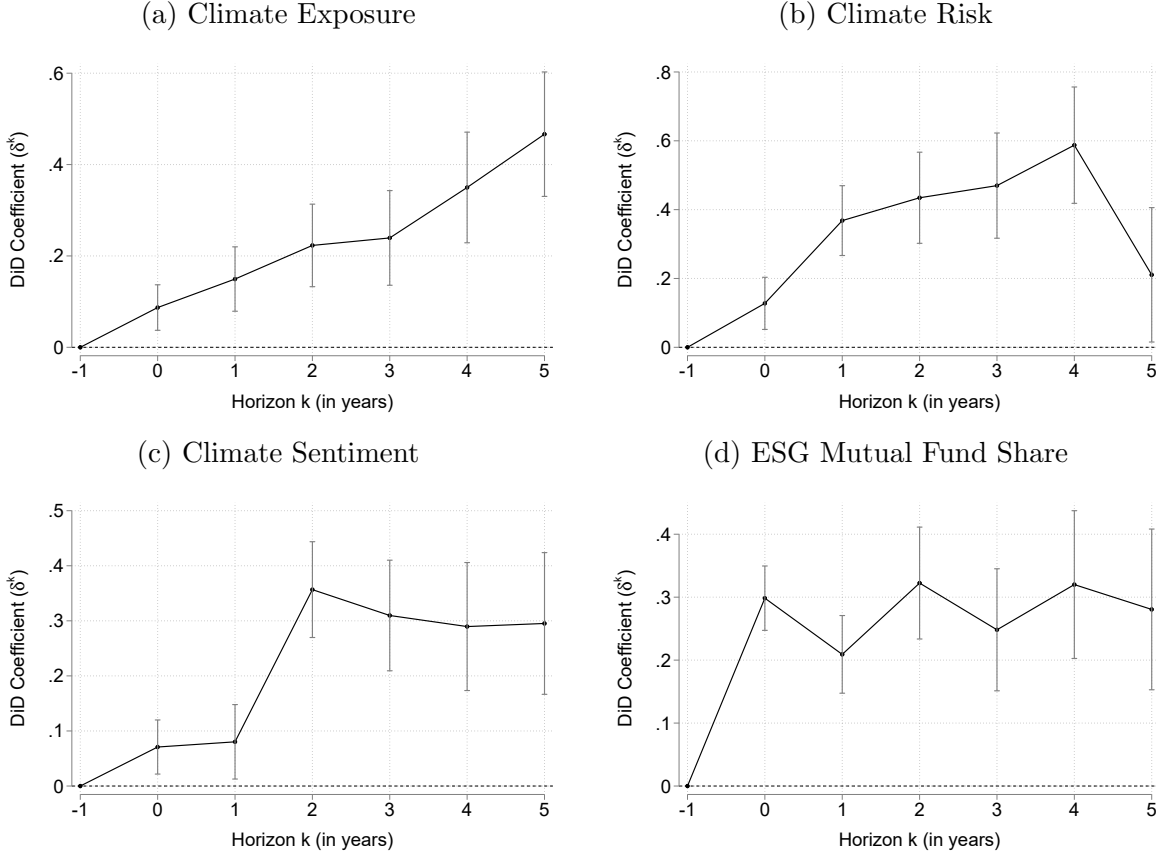 (a) Climate Exposure
DiD Coefficient (δᵏ)
.6
.4
.2
0
-1 0 1 2 3 4 5
Horizon k (in years)
(b) Climate Risk
DiD Coefficient (δᵏ)
.8
.6
.4
.2
0
-1 0 1 2 3 4 5
Horizon k (in years)
(c) Climate Sentiment
DiD Coefficient (δᵏ)
.5
.4
.3
.2
.1
0
-1 0 1 2 3 4 5
Horizon k (in years)
(d) ESG Mutual Fund Share
DiD Coefficient (δᵏ)
.4
.3
.2
.1
0
-1 0 1 2 3 4 5
Horizon k (in years)